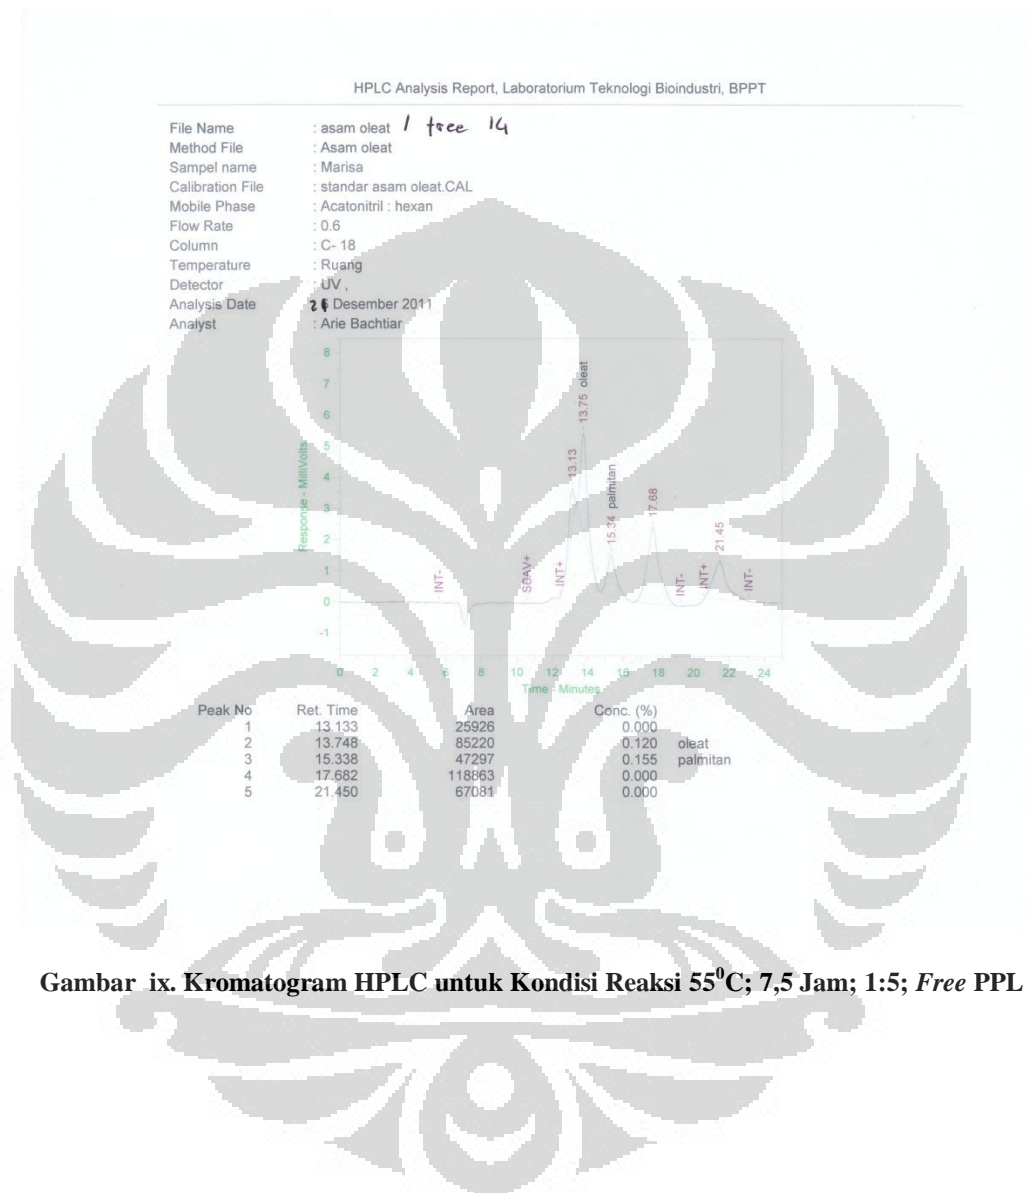 HPLC Analysis Report, Laboratorium Teknologi Bioindustri, BPPT
File Name : asam oleat / free 14
Method File : Asam oleat
Sampel name : Marisa
Calibration File : standar asam oleat.CAL
Mobile Phase : Acatonitril : hexan
Flow Rate : 0.6
Column : C- 18
Temperature : Ruang
Detector : UV ,
Analysis Date : Desember 2011
Analyst : Arie Bachtiar
Response - MilliVolts
8
7
6
5
4
3
2
1
0
-1
INT-
SBAV+
INT+
13.13
13.75 oleat
15.34 palmitan
17.68
INT-
INT+
21.45
INT-
0 2 4 6 8 10 12 14 16 18 20 22 24
Time - Minutes
Peak No Ret. Time Area Conc. (%)
1 13.133 25926 0.000
2 13.748 85220 0.120 oleat
3 15.338 47297 0.155 palmitan
4 17.682 118863 0.000
5 21.450 67081 0.000
Gambar ix. Kromatogram HPLC untuk Kondisi Reaksi 55⁰C; 7,5 Jam; 1:5; Free PPL